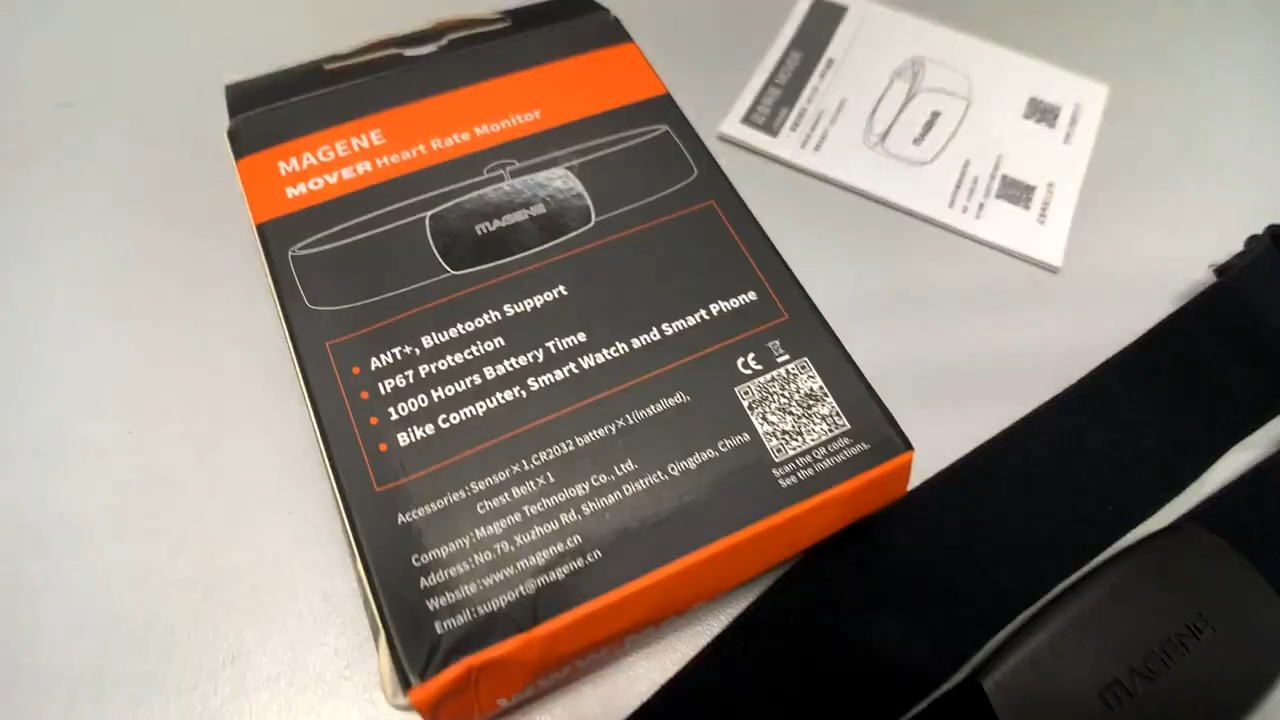 MAGENE
MOVER Heart Rate Monitor
MAGENE
ANT+, Bluetooth Support
IP67 Protection
1000 Hours Battery Time
Bike Computer, Smart Watch and Smart Phone
CE
Scan the QR code.
See the instructions.
Accessories:Sensor×1,CR2032 battery×1(installed),
Chest Belt×1
Company:Magene Technology Co., Ltd.
Address:No.79, Xuzhou Rd, Shinan District, Qingdao, China
Website:www.magene.cn
Email:support@magene.cn
MAGENE